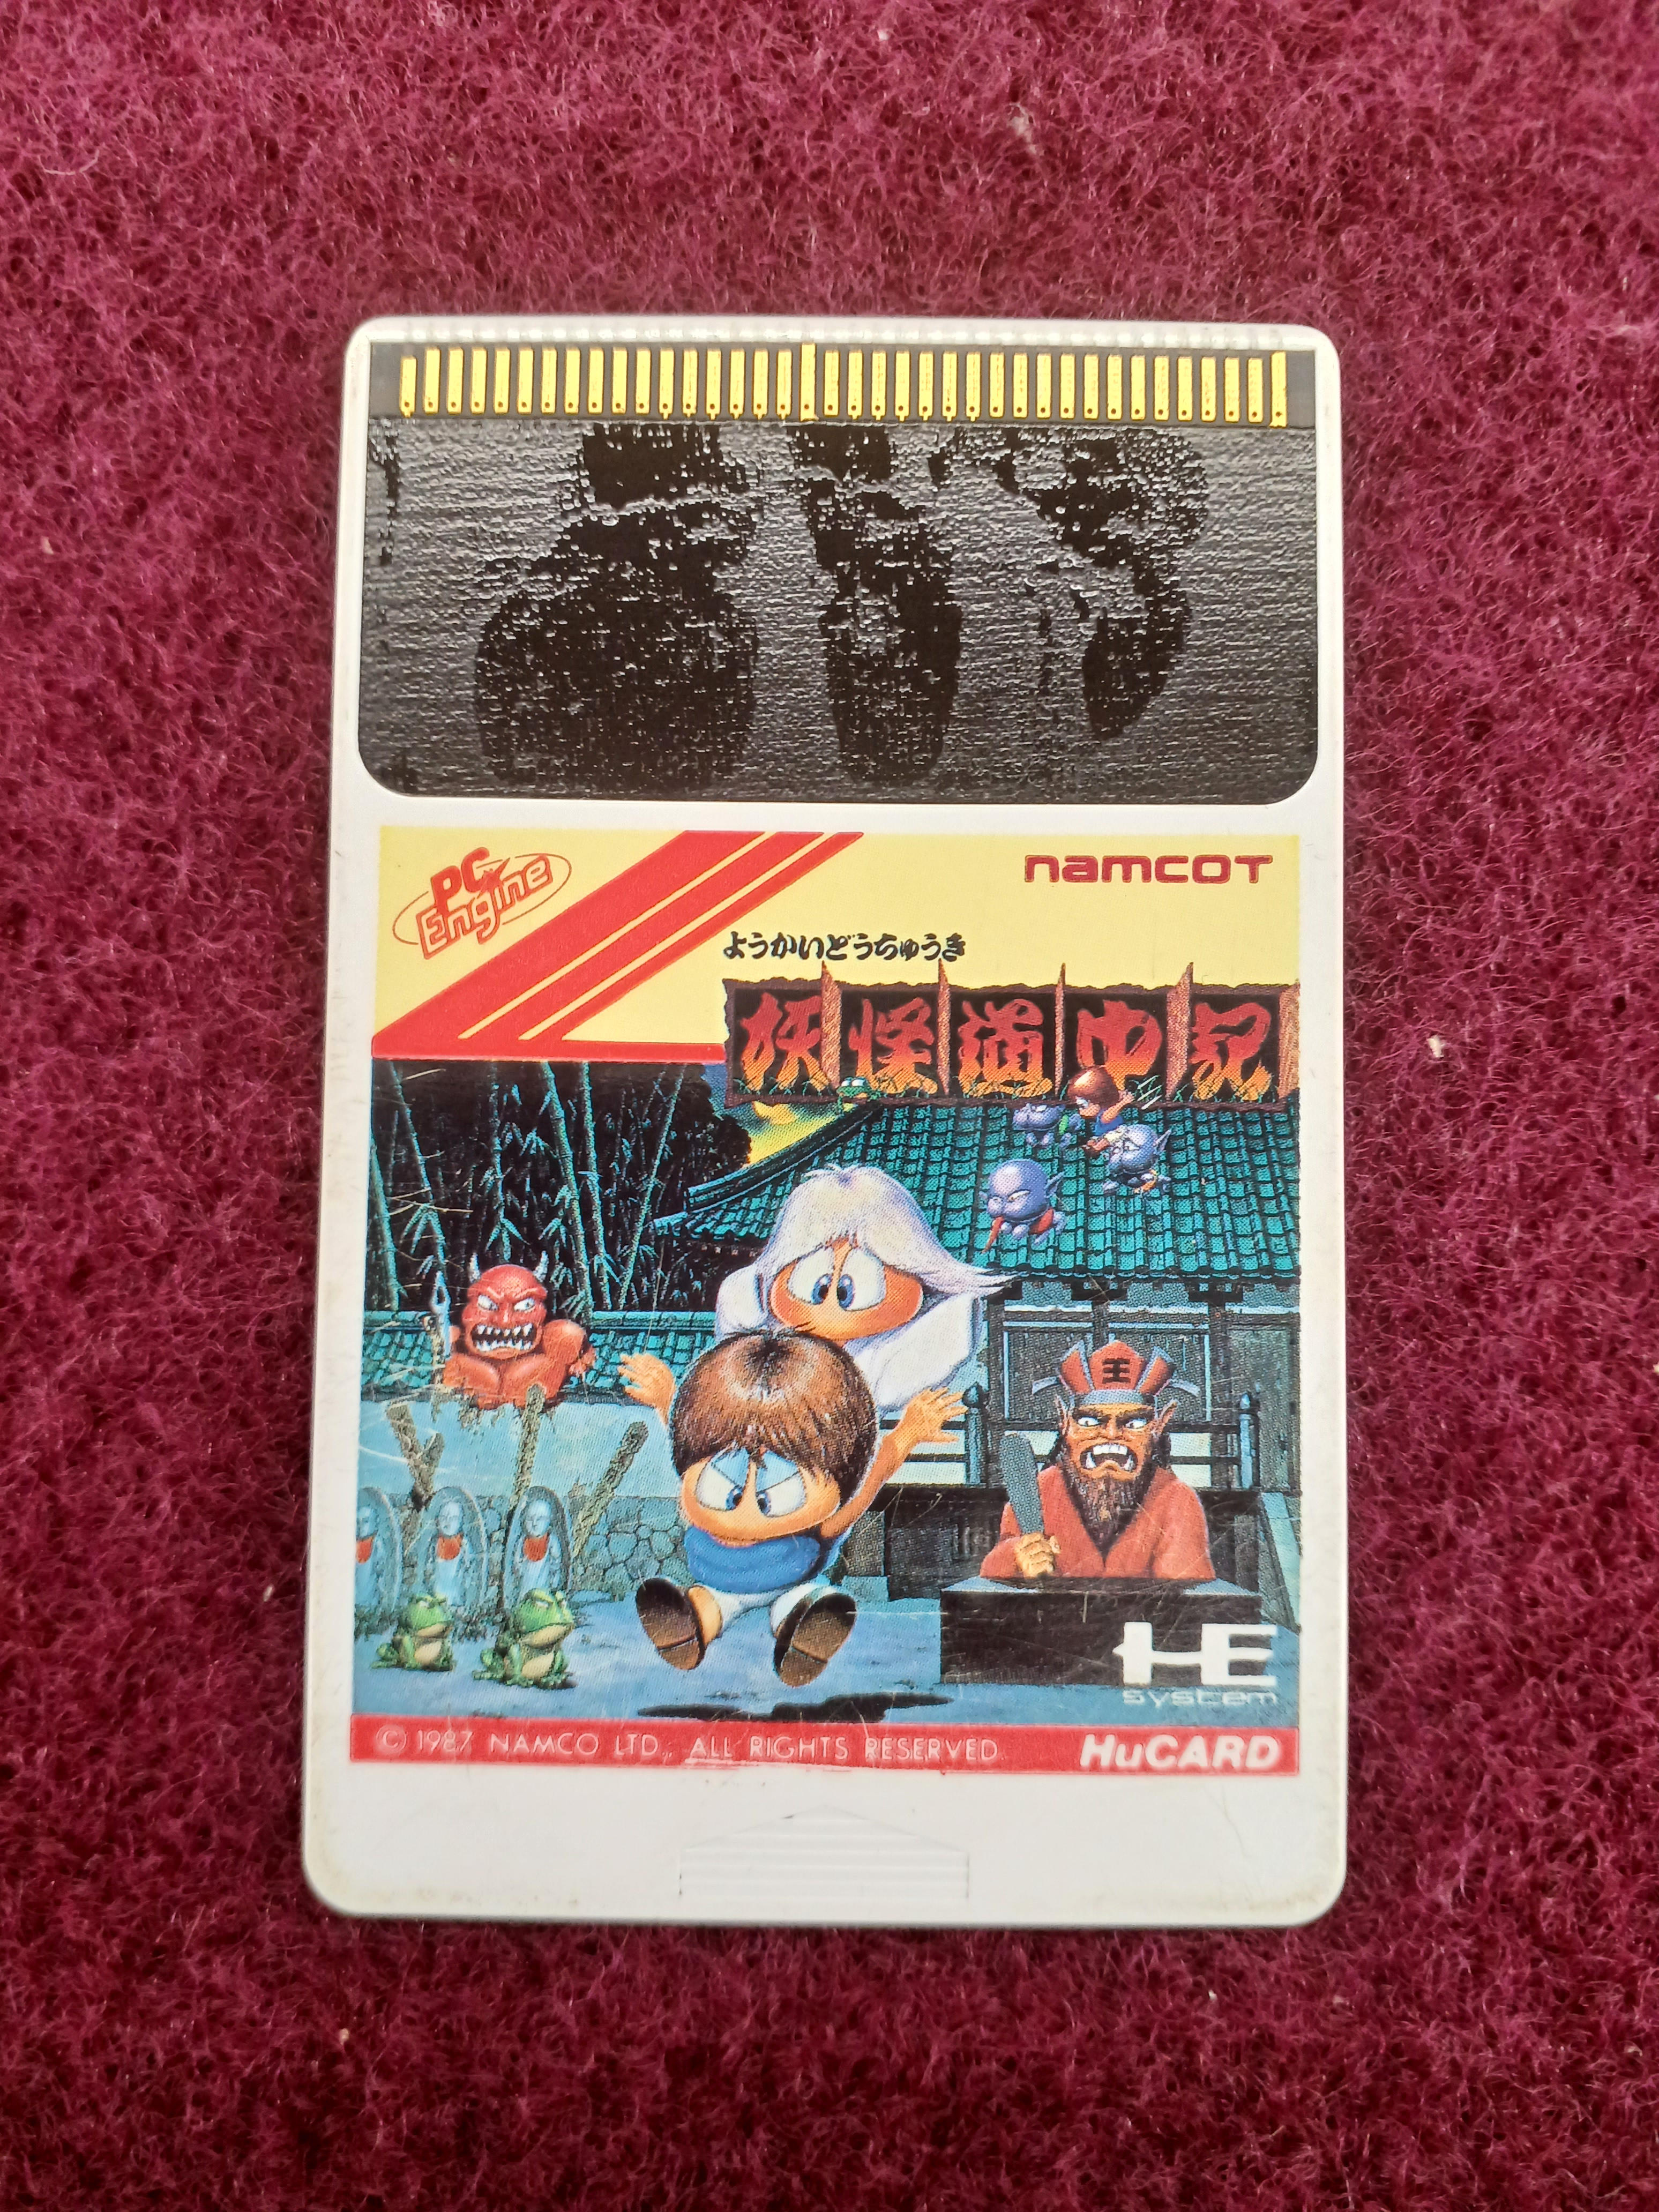 PC Engine
namcoT
ようかいどうちゅうき
妖怪道中記
王
HE
system
© 1987 NAMCO LTD., ALL RIGHTS RESERVED.
HuCARD